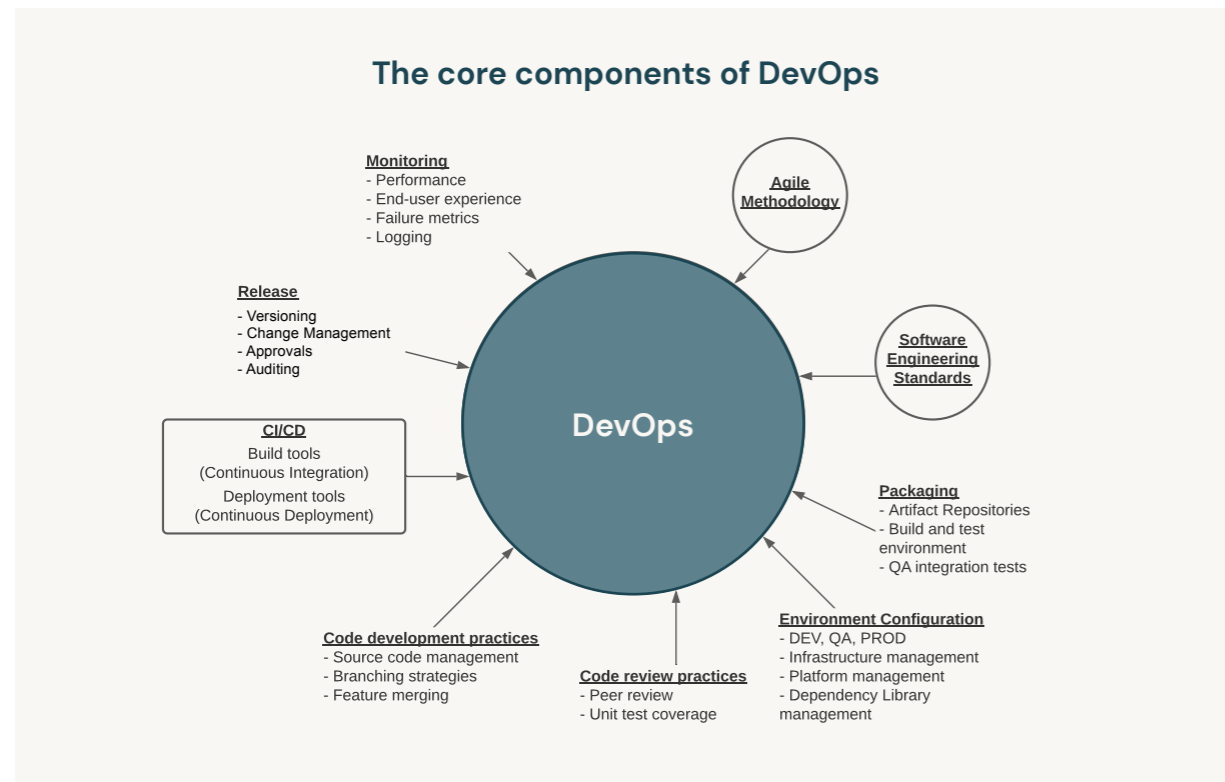 The core components of DevOps
Monitoring
- Performance
- End-user experience
- Failure metrics
- Logging
Agile
Methodology
Release
- Versioning
- Change Management
- Approvals
- Auditing
Software
Engineering
Standards
DevOps
CI/CD
Build tools
(Continuous Integration)
Deployment tools
(Continuous Deployment)
Packaging
- Artifact Repositories
- Build and test
environment
- QA integration tests
Code development practices
- Source code management
- Branching strategies
- Feature merging
Code review practices
- Peer review
- Unit test coverage
Environment Configuration
- DEV, QA, PROD
- Infrastructure management
- Platform management
- Dependency Library
management